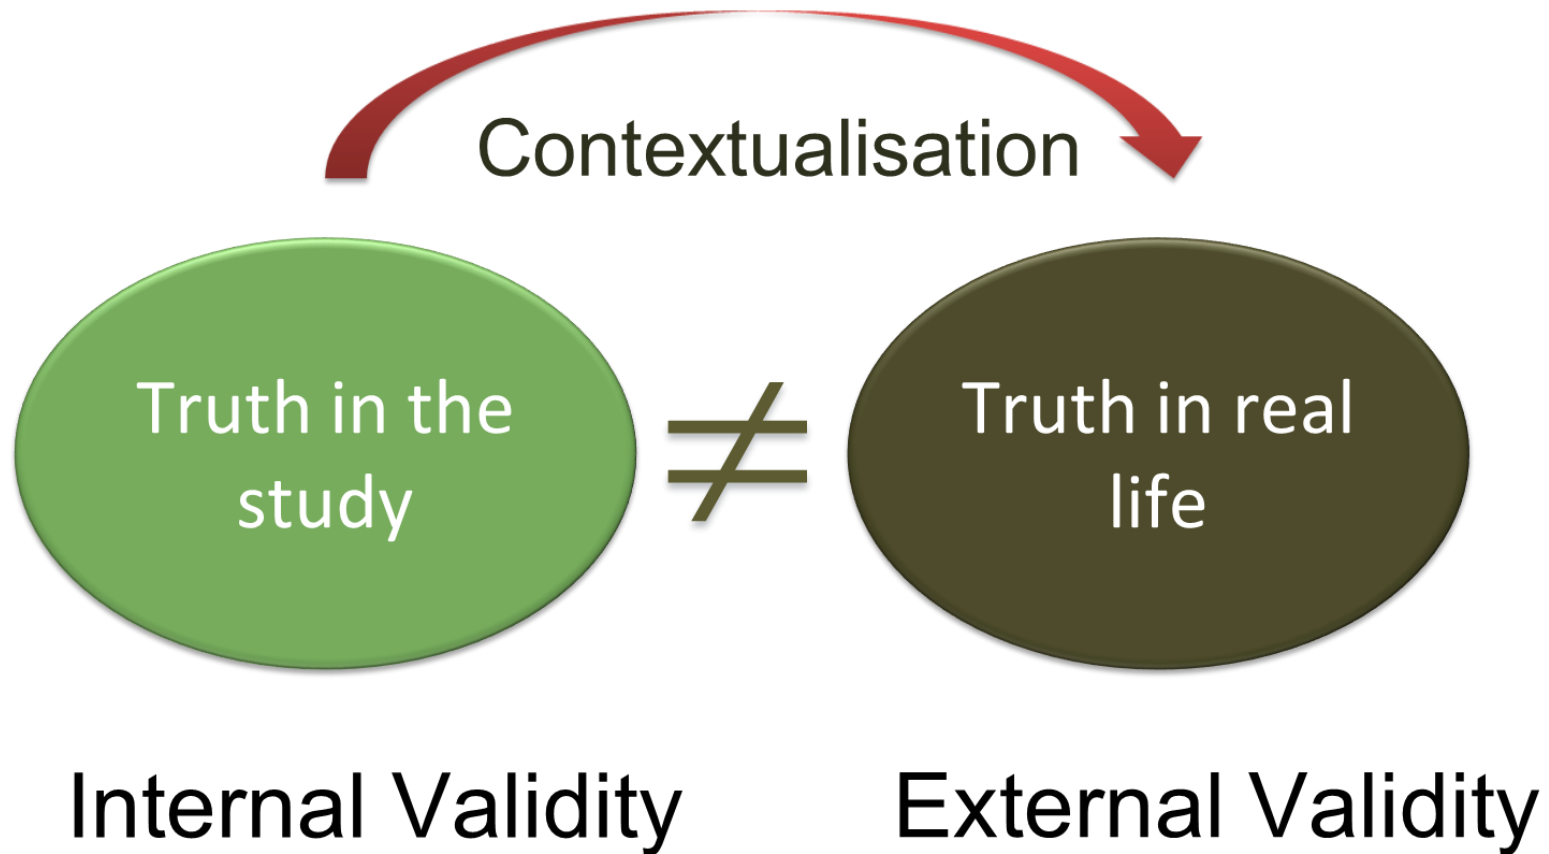 Contextualisation
Truth in the
study
≠
Truth in real
life
Internal Validity
External Validity